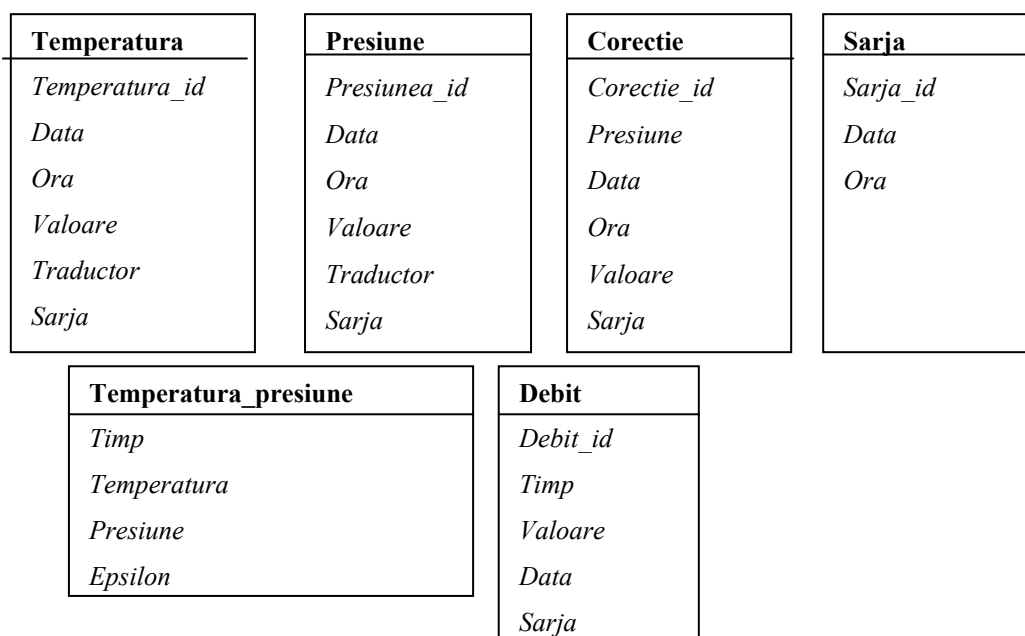 Temperatura
Temperatura_id
Data
Ora
Valoare
Traductor
Sarja
Presiune
Presiunea_id
Data
Ora
Valoare
Traductor
Sarja
Corectie
Corectie_id
Presiune
Data
Ora
Valoare
Sarja
Sarja
Sarja_id
Data
Ora
Temperatura_presiune
Timp
Temperatura
Presiune
Epsilon
Debit
Debit_id
Timp
Valoare
Data
Sarja